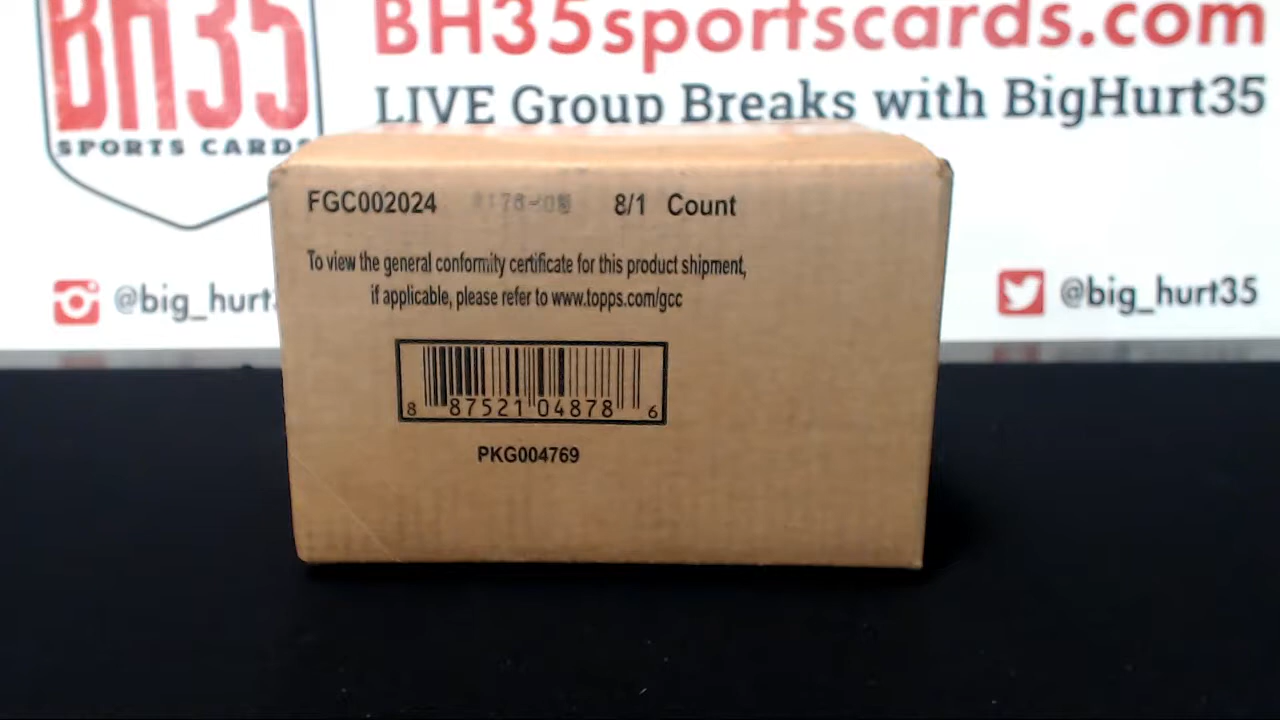 BH35
SPORTS CARDS
BH35sportscards.com
LIVE Group Breaks with BigHurt35
@big_hurt
@big_hurt35
FGC002024 8/1 Count
To view the general conformity certificate for this product shipment,
if applicable, please refer to www.topps.com/gcc
8 87521 04878 6
PKG004769